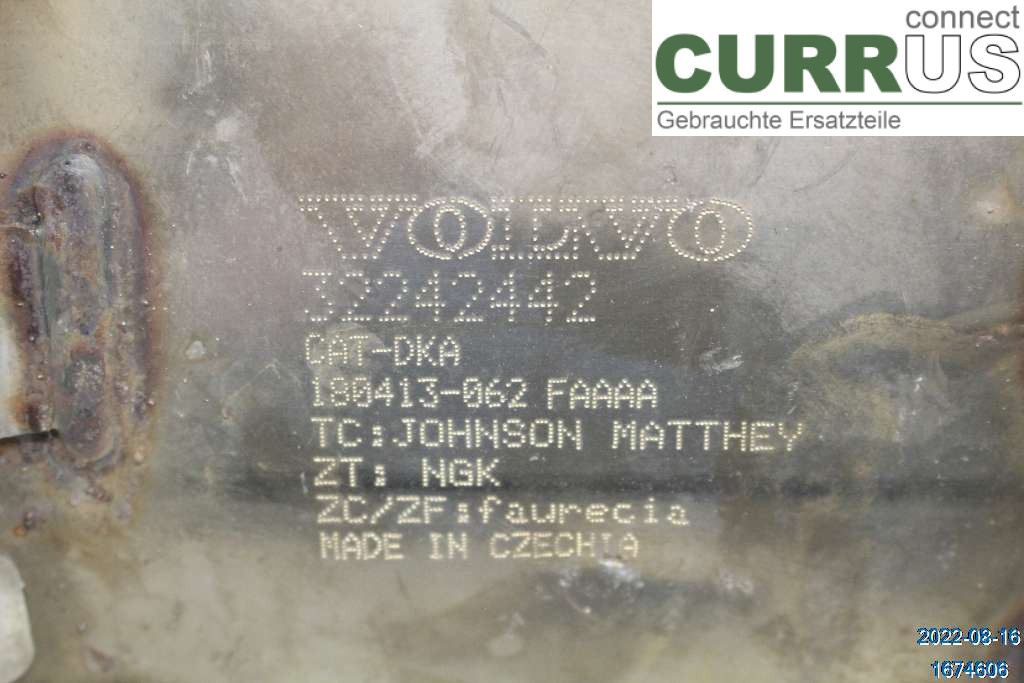 connect
CURRUS
Gebrauchte Ersatzteile
VOLVO
32242442
CAT-DKA
180413-062 FAAAA
TC:JOHNSON MATTHEY
ZT: NGK
ZC/ZF:faurecia
MADE IN CZECHIA
2022-08-16
1674606